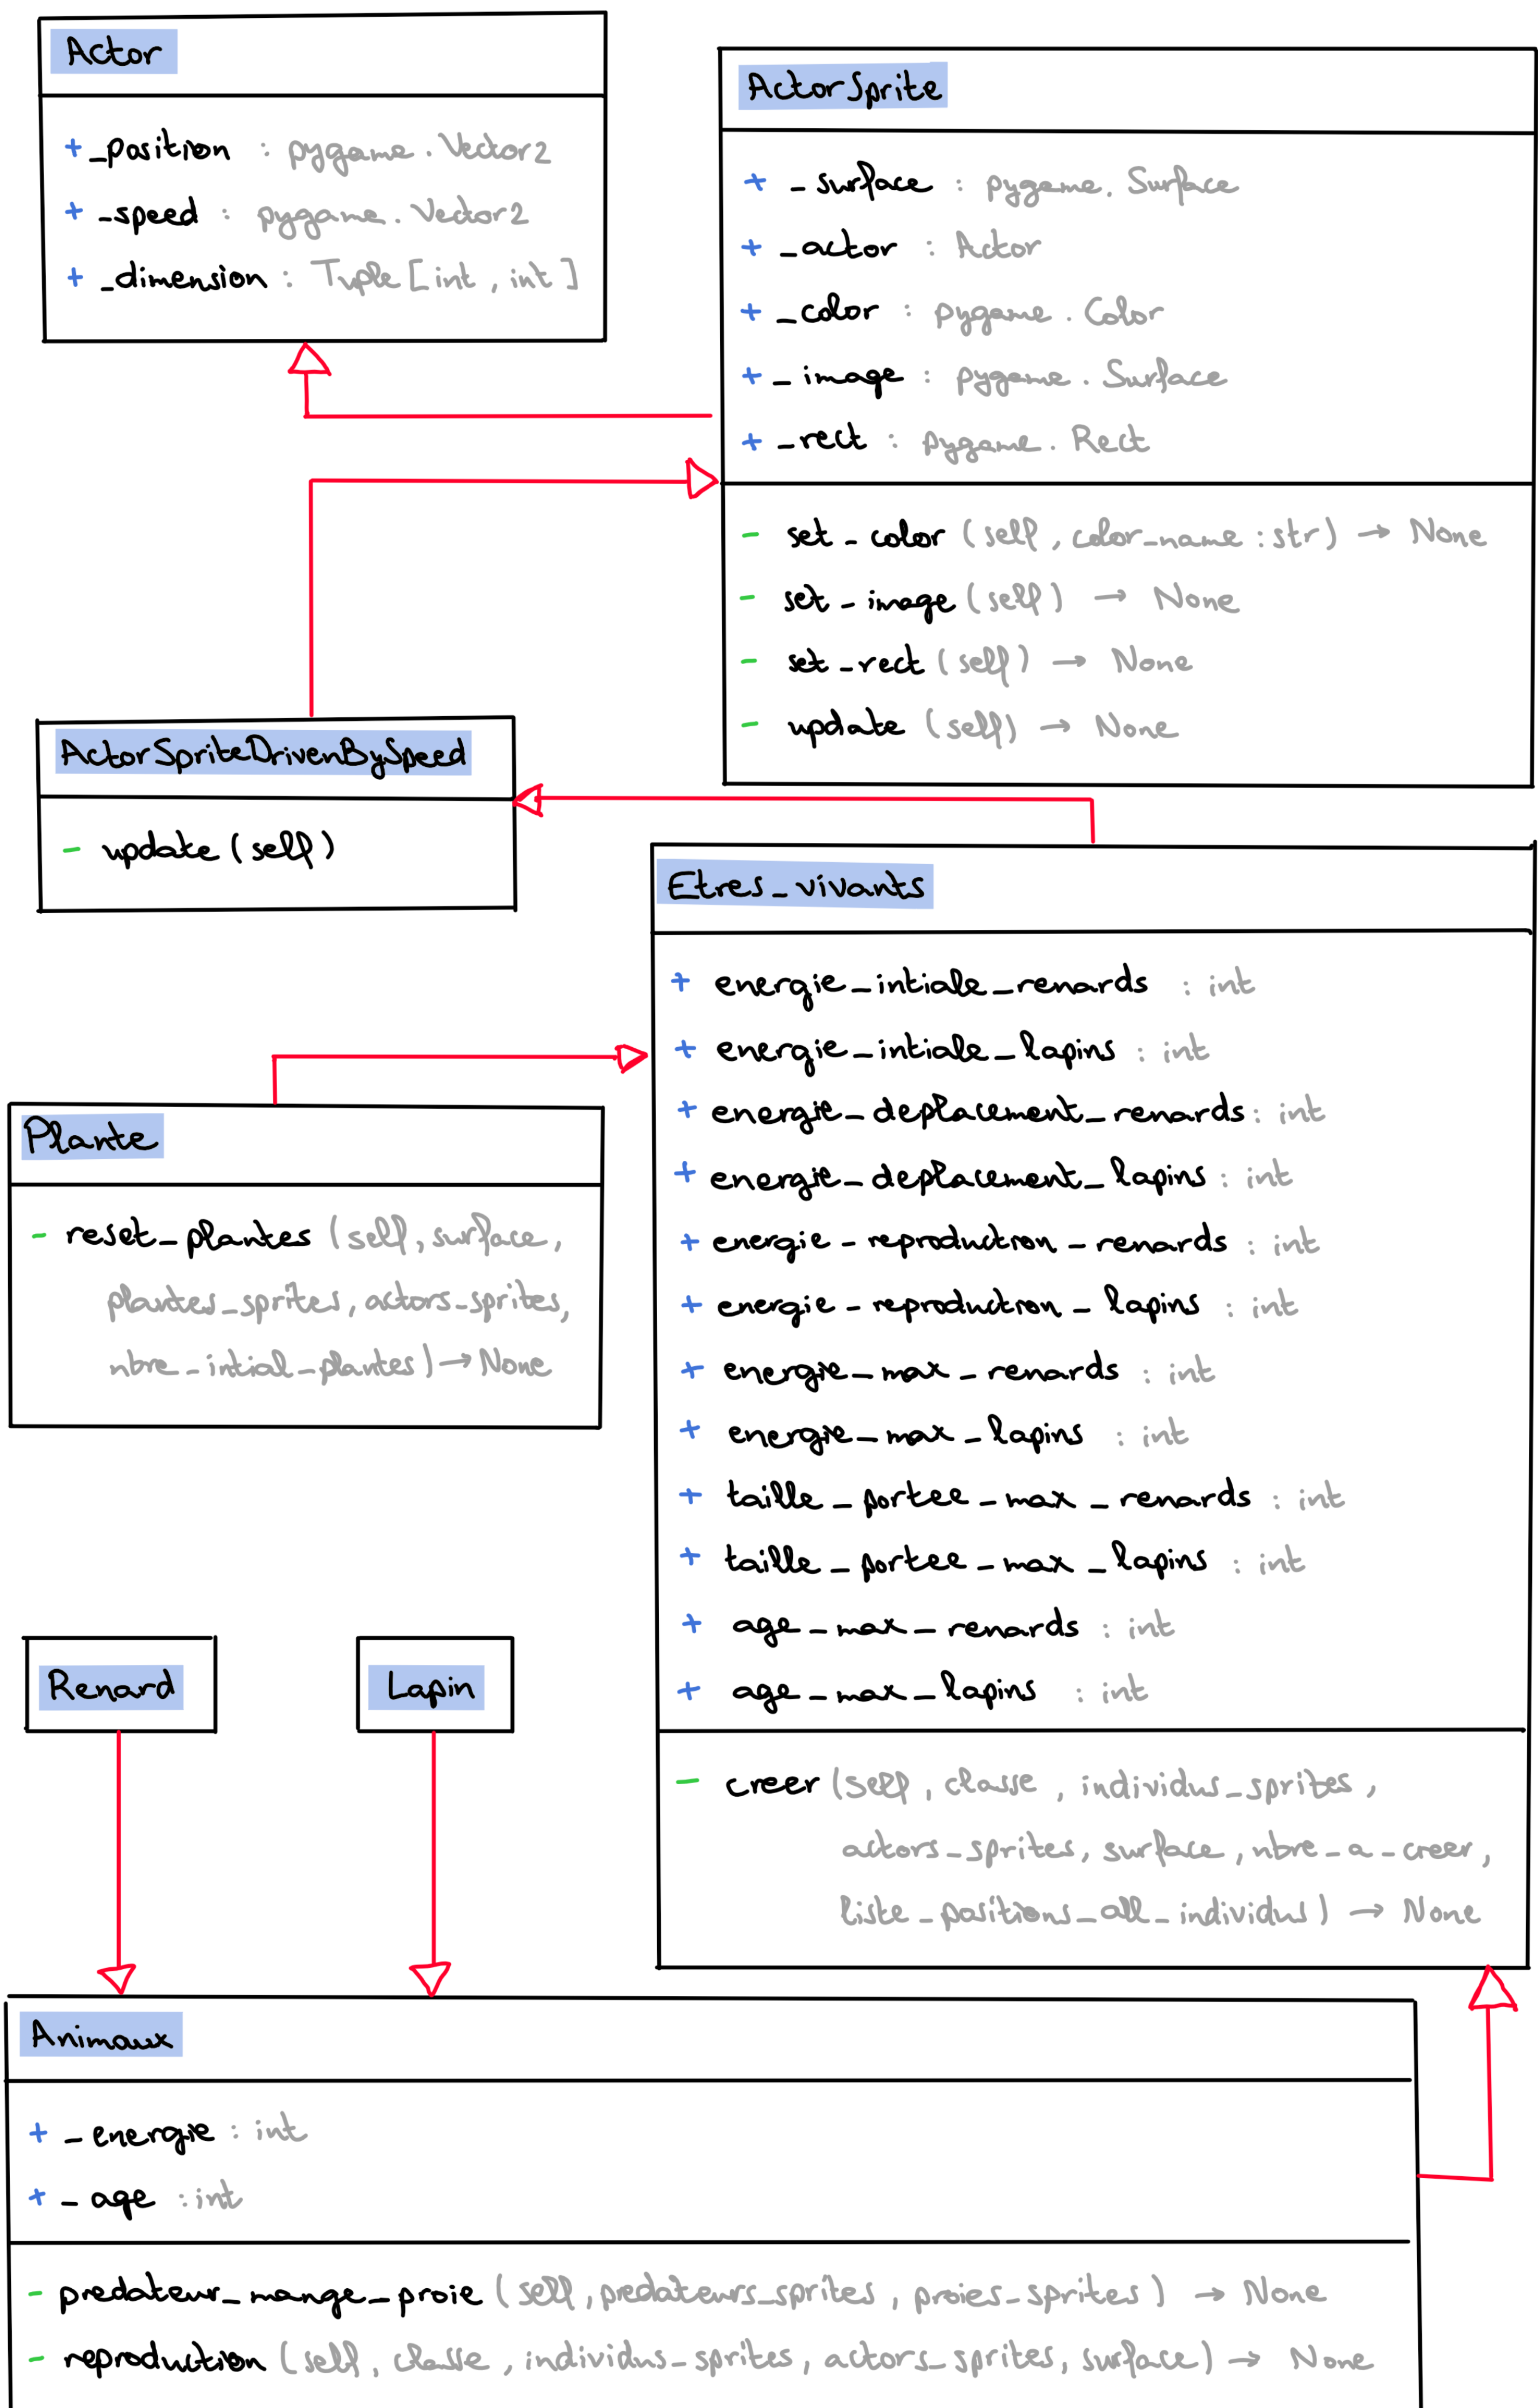 Actor
+ _position : pygame.Vector2
+ _speed : pygame.Vector2
+ _dimension : Tuple [int, int]
ActorSprite
+ _surface : pygame.Surface
+ _actor : Actor
+ _color : pygame.Color
+ _image : pygame.Surface
+ _rect : pygame.Rect
- set_color (self, color_name : str) → None
- set_image (self) → None
- set_rect (self) → None
- update (self) → None
ActorSpriteDrivenBySpeed
- update (self)
Etres_vivants
+ energie_intiale_renards : int
+ energie_intiale_lapins : int
+ energie_deplacement_renards : int
+ energie_deplacement_lapins : int
+ energie_reproduction_renards : int
+ energie_reproduction_lapins : int
+ energie_max_renards : int
+ energie_max_lapins : int
+ taille_portee_max_renards : int
+ taille_portee_max_lapins : int
+ age_max_renards : int
+ age_max_lapins : int
- creer (self, classe, individus_sprites,
actors_sprites, surface, nbre_a_creer,
liste_positions_all_individus) → None
Plante
- reset_plantes (self, surface,
plantes_sprites, actors_sprites,
nbre_intial_plantes) → None
Renard
Lapin
Animaux
+ _energie : int
+ _age : int
- predateur_mange_proie (self, predateurs_sprites, proies_sprites) → None
- reproduction (self, classe, individus_sprites, actors_sprites, surface) → None